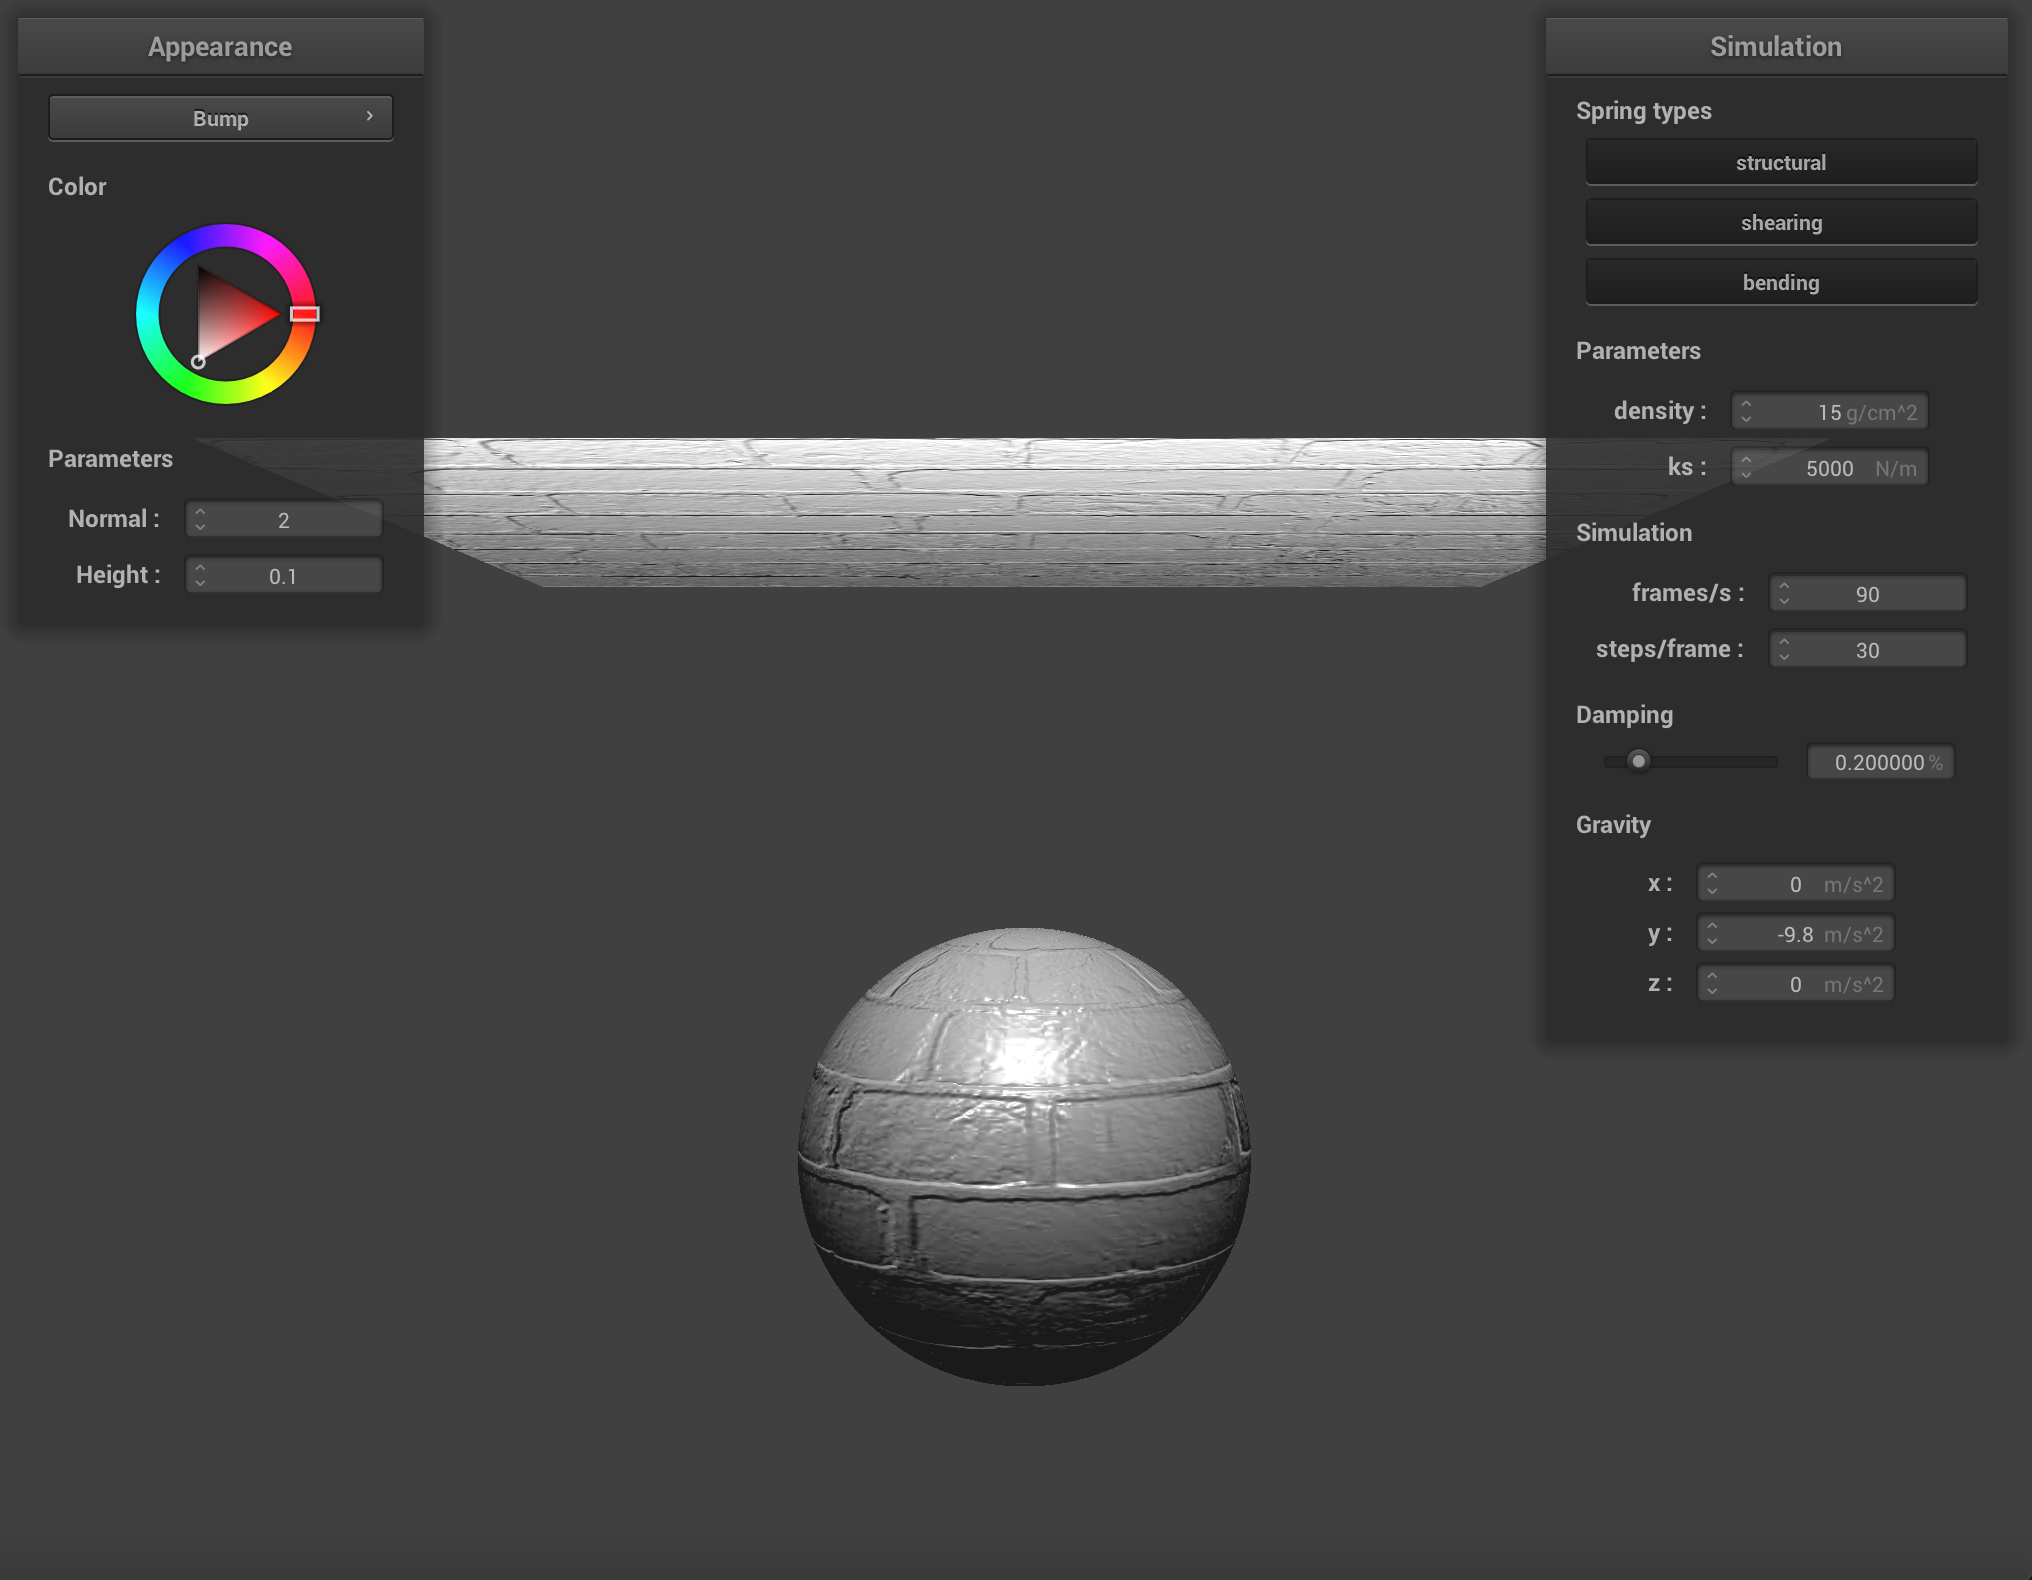 Appearance
Bump
Color
Parameters
Normal : 2
Height : 0.1
Simulation
Spring types
structural
shearing
bending
Parameters
density : 15 g/cm^2
ks : 5000 N/m
Simulation
frames/s : 90
steps/frame : 30
Damping
0.200000 %
Gravity
x : 0 m/s^2
y : -9.8 m/s^2
z : 0 m/s^2